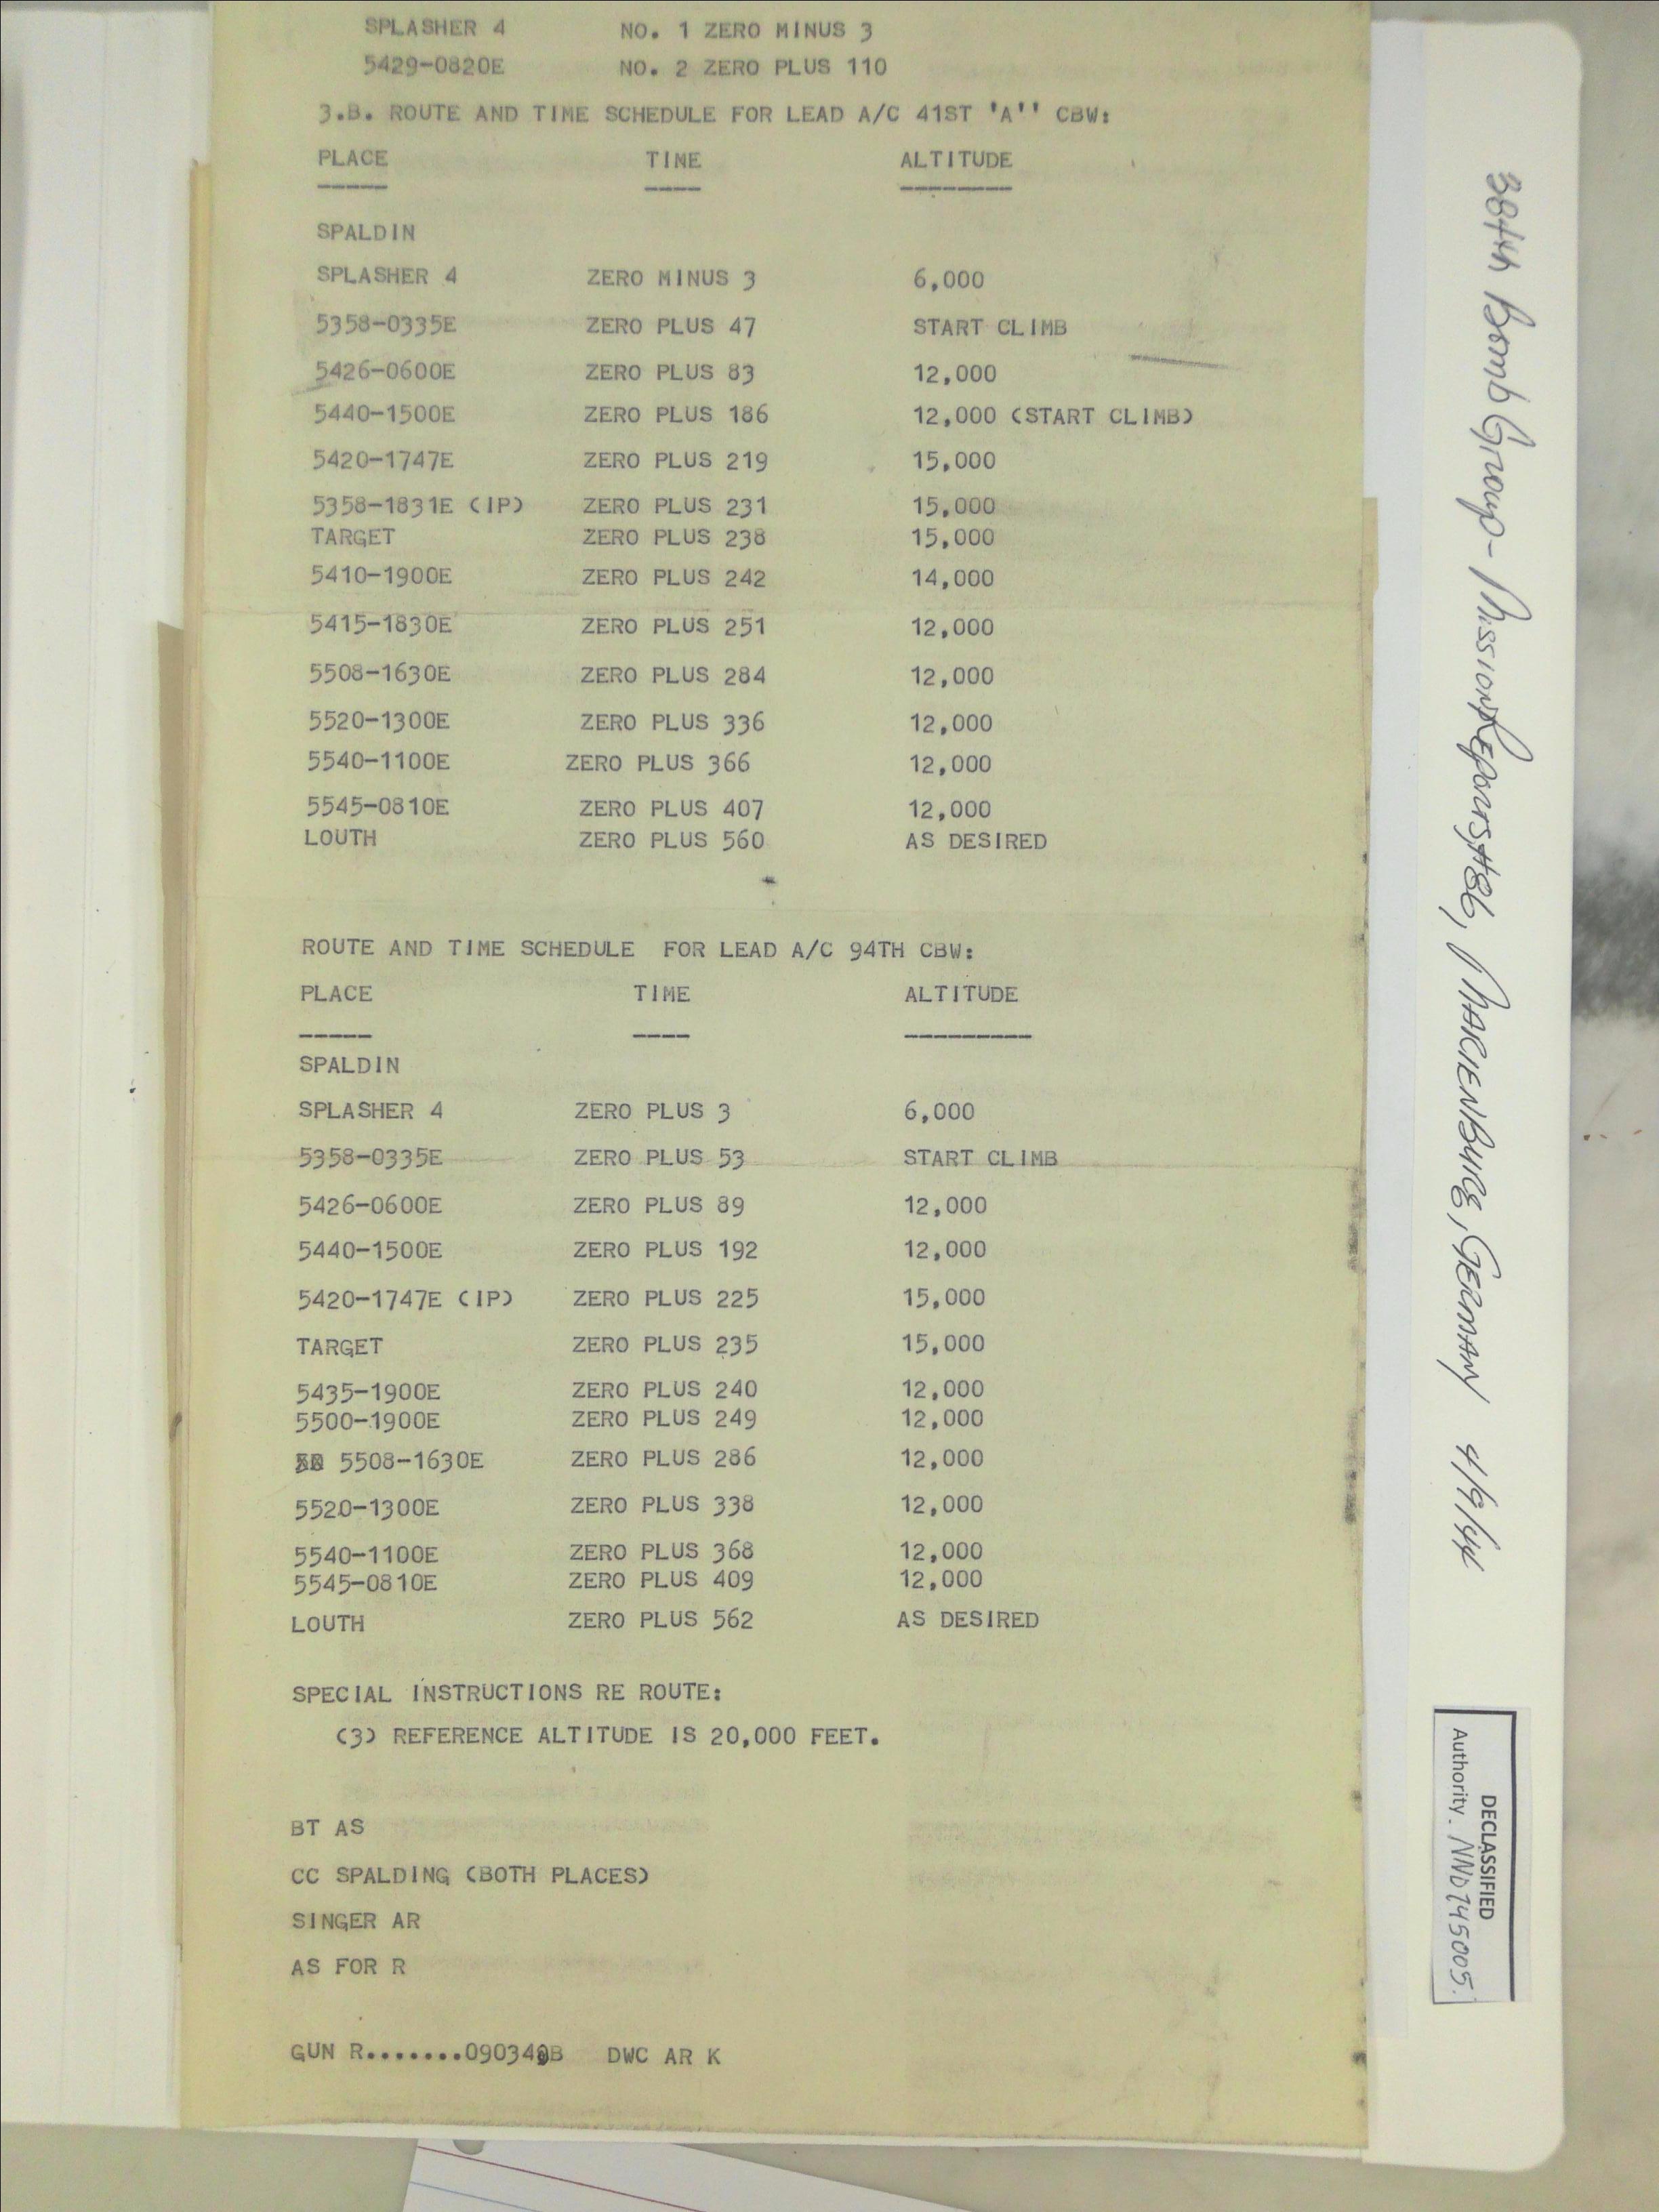 SPLASHER 4 NO. 1 ZERO MINUS 3
5429-0820E NO. 2 ZERO PLUS 110
3.B. ROUTE AND TIME SCHEDULE FOR LEAD A/C 41ST 'A'' CBW:
PLACE TIME ALTITUDE
----- ---- --------
SPALDIN
SPLASHER 4 ZERO MINUS 3 6,000
5358-0335E ZERO PLUS 47 START CLIMB
5426-0600E ZERO PLUS 83 12,000
5440-1500E ZERO PLUS 186 12,000 (START CLIMB)
5420-1747E ZERO PLUS 219 15,000
5358-1831E (IP) ZERO PLUS 231 15,000
TARGET ZERO PLUS 238 15,000
5410-1900E ZERO PLUS 242 14,000
5415-1830E ZERO PLUS 251 12,000
5508-1630E ZERO PLUS 284 12,000
5520-1300E ZERO PLUS 336 12,000
5540-1100E ZERO PLUS 366 12,000
5545-0810E ZERO PLUS 407 12,000
LOUTH ZERO PLUS 560 AS DESIRED
ROUTE AND TIME SCHEDULE FOR LEAD A/C 94TH CBW:
PLACE TIME ALTITUDE
----- ---- ---------
SPALDIN
SPLASHER 4 ZERO PLUS 3 6,000
5358-0335E ZERO PLUS 53 START CLIMB
5426-0600E ZERO PLUS 89 12,000
5440-1500E ZERO PLUS 192 12,000
5420-1747E (IP) ZERO PLUS 225 15,000
TARGET ZERO PLUS 235 15,000
5435-1900E ZERO PLUS 240 12,000
5500-1900E ZERO PLUS 249 12,000
5508-1630E ZERO PLUS 286 12,000
5520-1300E ZERO PLUS 338 12,000
5540-1100E ZERO PLUS 368 12,000
5545-0810E ZERO PLUS 409 12,000
LOUTH ZERO PLUS 562 AS DESIRED
SPECIAL INSTRUCTIONS RE ROUTE:
(3) REFERENCE ALTITUDE IS 20,000 FEET.
BT AS
CC SPALDING (BOTH PLACES)
SINGER AR
AS FOR R
GUN R.......090340B DWC AR K
384th Bomb Group - Mission Reports #86, MARIENBURG, GERMANY 4/9/44
DECLASSIFIED
Authority NND745005